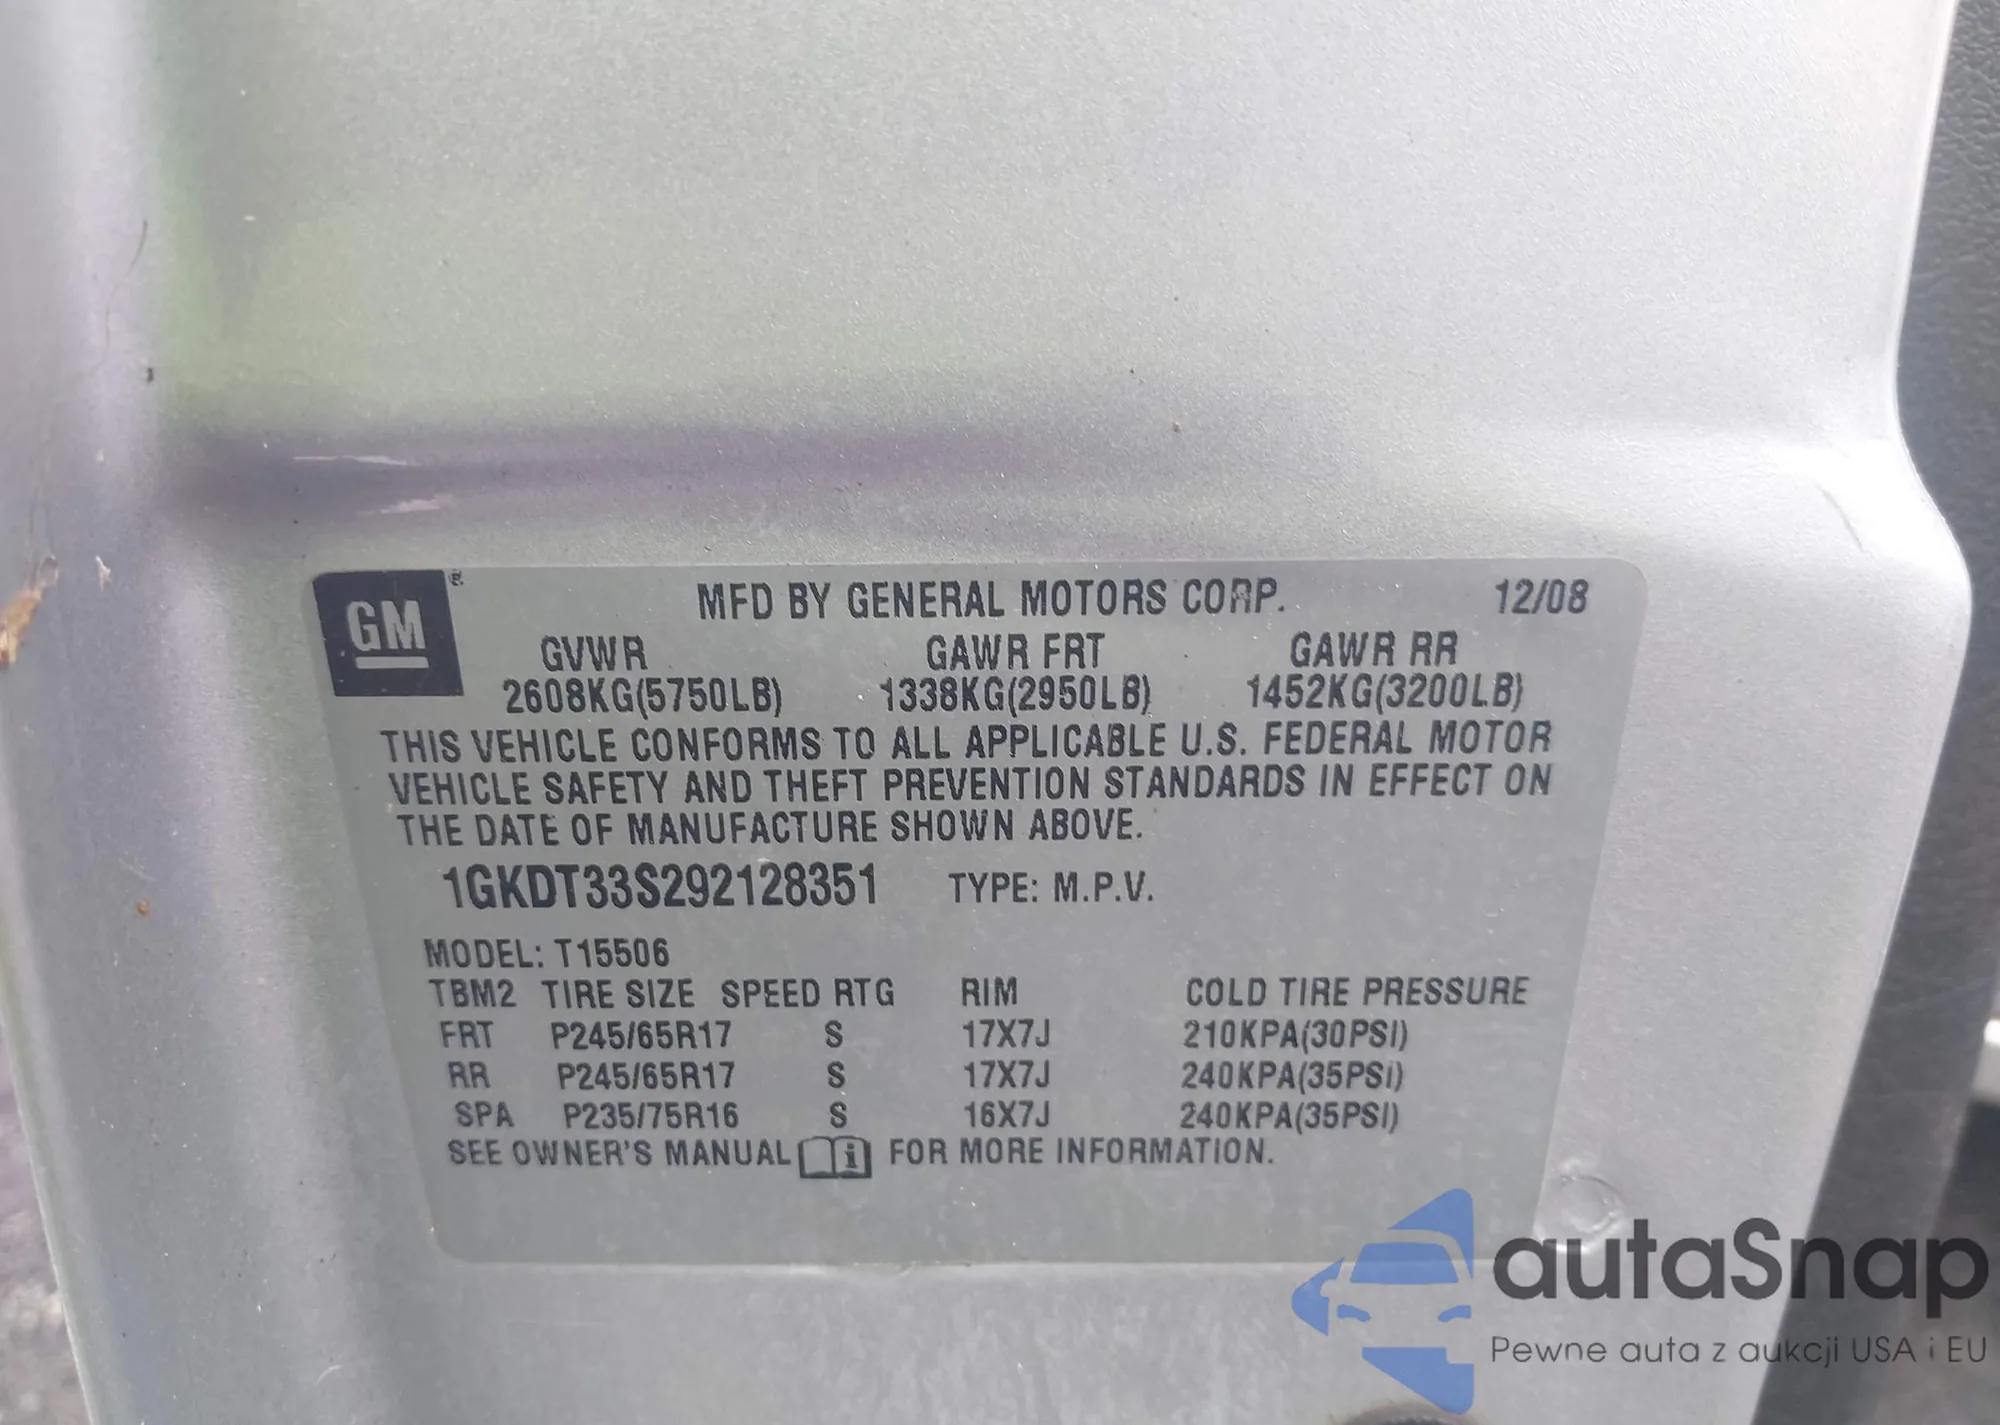 GM ®
MFD BY GENERAL MOTORS CORP. 12/08
GVWR GAWR FRT GAWR RR
2608KG(5750LB) 1338KG(2950LB) 1452KG(3200LB)
THIS VEHICLE CONFORMS TO ALL APPLICABLE U.S. FEDERAL MOTOR
VEHICLE SAFETY AND THEFT PREVENTION STANDARDS IN EFFECT ON
THE DATE OF MANUFACTURE SHOWN ABOVE.
1GKDT33S292128351 TYPE: M.P.V.
MODEL: T15506
TBM2 TIRE SIZE SPEED RTG RIM COLD TIRE PRESSURE
FRT P245/65R17 S 17X7J 210KPA(30PSI)
RR P245/65R17 S 17X7J 240KPA(35PSI)
SPA P235/75R16 S 16X7J 240KPA(35PSI)
SEE OWNER'S MANUAL i FOR MORE INFORMATION.
autaSnap
Pewne auta z aukcji USA i EU